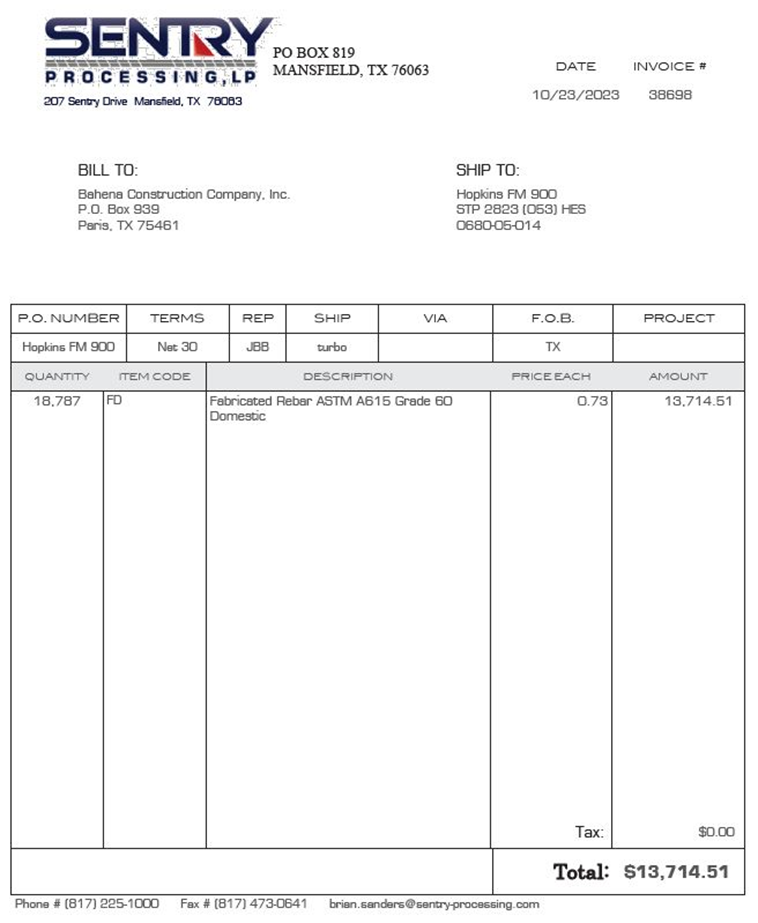 SENTRY
PROCESSING, LP
207 Sentry Drive Mansfield, TX 76063
PO BOX 819
MANSFIELD, TX 76063
DATE INVOICE #
10/23/2023 38698
BILL TO:
Bahena Construction Company, Inc.
P.O. Box 939
Paris, TX 75461
SHIP TO:
Hopkins FM 900
STP 2823 (053) HES
0680-05-014
P.O. NUMBER TERMS REP SHIP VIA F.O.B. PROJECT
Hopkins FM 900 Net 30 JBB turbo TX
QUANTITY ITEM CODE DESCRIPTION PRICE EACH AMOUNT
18,787 FD Fabricated Rebar ASTM A615 Grade 60 0.73 13,714.51
Domestic
Tax: $0.00
Total: $13,714.51
Phone # (817) 225-1000 Fax # (817) 473-0641 brian.sanders@sentry-processing.com